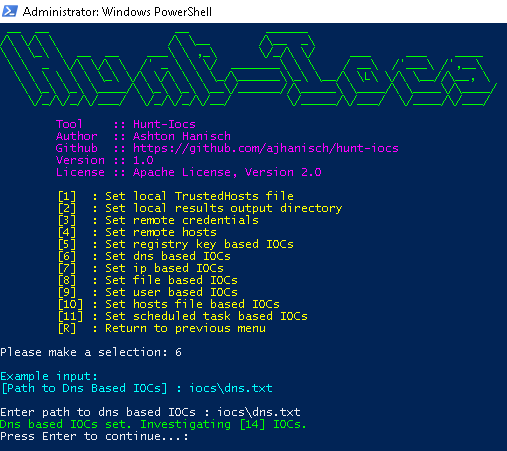 Administrator: Windows PowerShell
Hunt-Iocs
Tool :: Hunt-Iocs
Author :: Ashton Hanisch
Github :: https://github.com/ajhanisch/hunt-iocs
Version :: 1.0
License :: Apache License, Version 2.0
[1] : Set local TrustedHosts file
[2] : Set local results output directory
[3] : Set remote credentials
[4] : Set remote hosts
[5] : Set registry key based IOCs
[6] : Set dns based IOCs
[7] : Set ip based IOCs
[8] : Set file based IOCs
[9] : Set user based IOCs
[10] : Set hosts file based IOCs
[11] : Set scheduled task based IOCs
[R] : Return to previous menu
Please make a selection: 6
Example input:
[Path to Dns Based IOCs] : iocs\dns.txt
Enter path to dns based IOCs : iocs\dns.txt
Dns based IOCs set. Investigating [14] IOCs.
Press Enter to continue...: